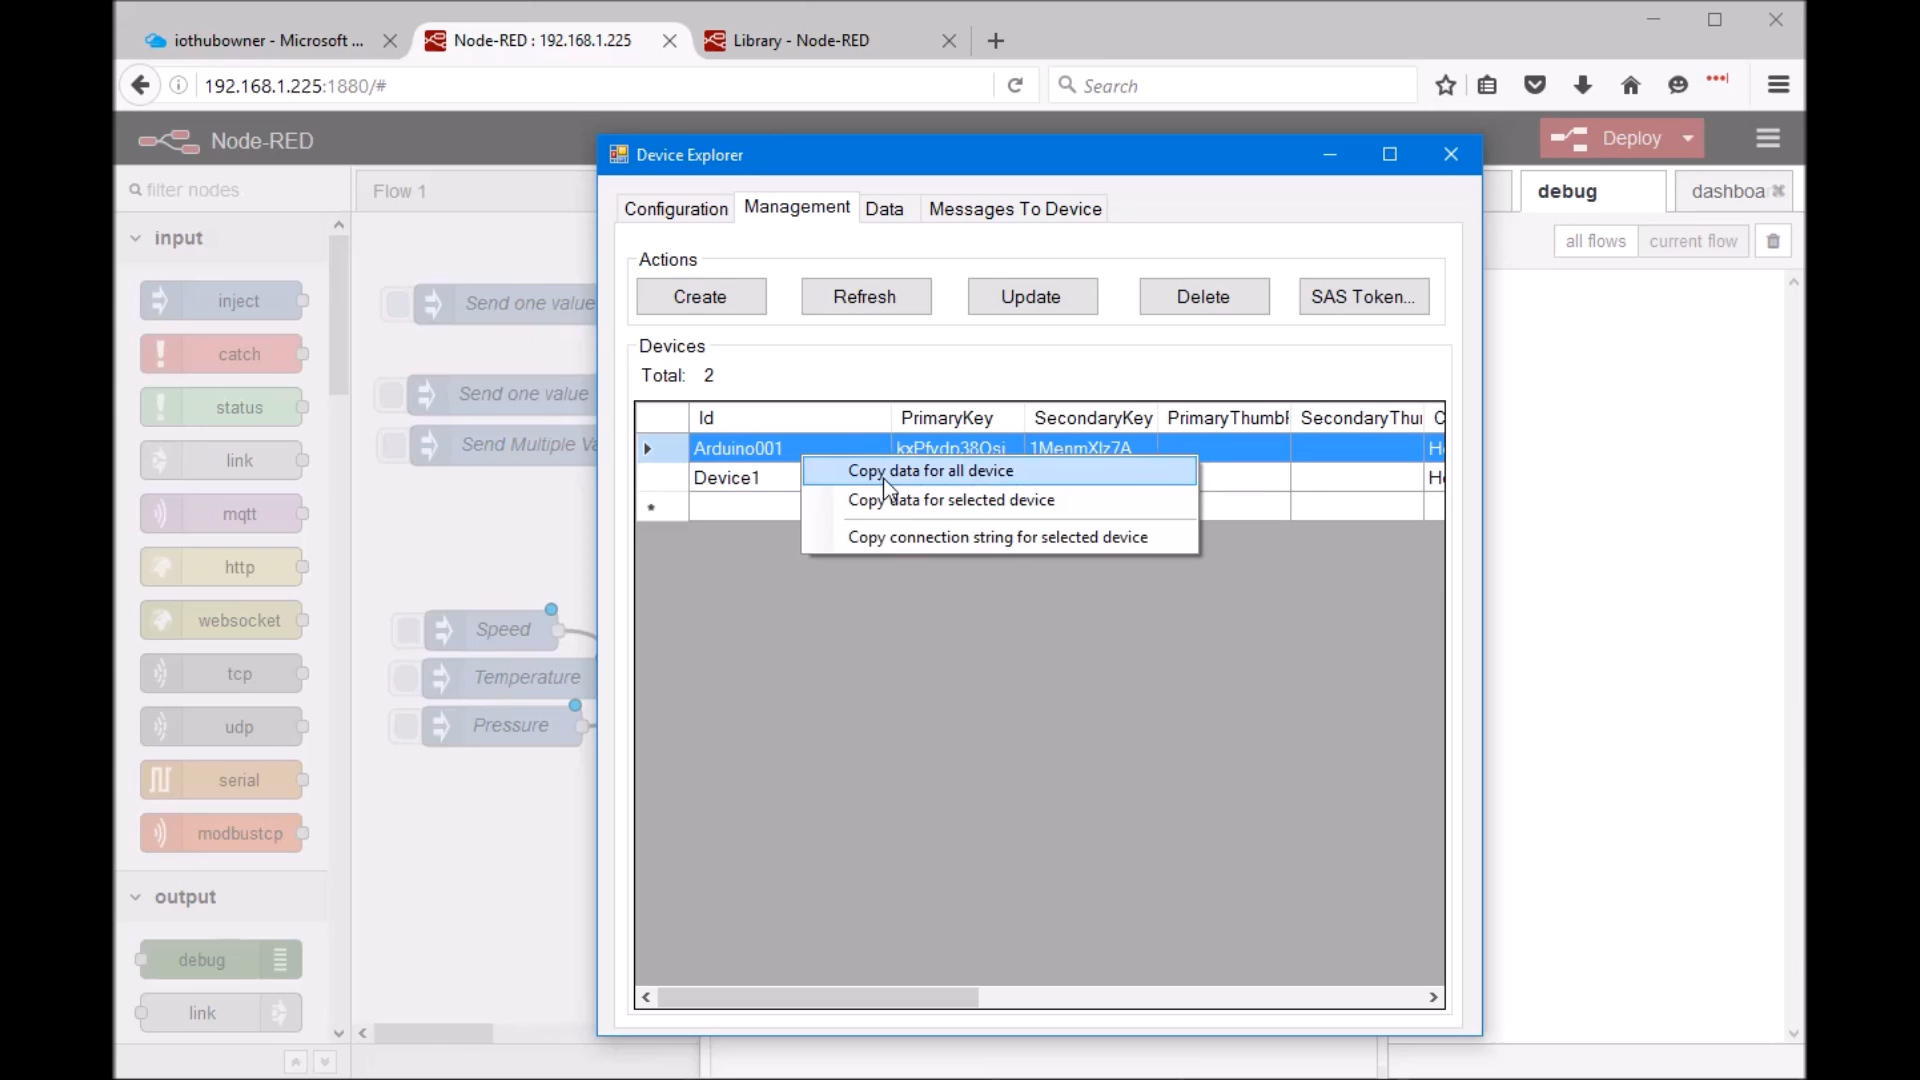 iothubowner - Microsoft ...
Node-RED : 192.168.1.225
Library - Node-RED
192.168.1.225:1880/#
Search
Node-RED
Deploy
Device Explorer
filter nodes
Flow 1
debug
dashboa
Configuration
Management
Data
Messages To Device
all flows
current flow
input
Actions
Create
Refresh
Update
Delete
SAS Token...
inject
Send one value
catch
Devices
Total: 2
status
Send one value
Id
PrimaryKey
SecondaryKey
SecondaryThu
link
Send Multiple Va
Arduino001
kxPfvdp38Osi
Device1
Copy data for all device
Copy data for selected device
Copy connection string for selected device
mqtt
http
websocket
Speed
tcp
Temperature
udp
Pressure
serial
modbustcp
output
debug
link